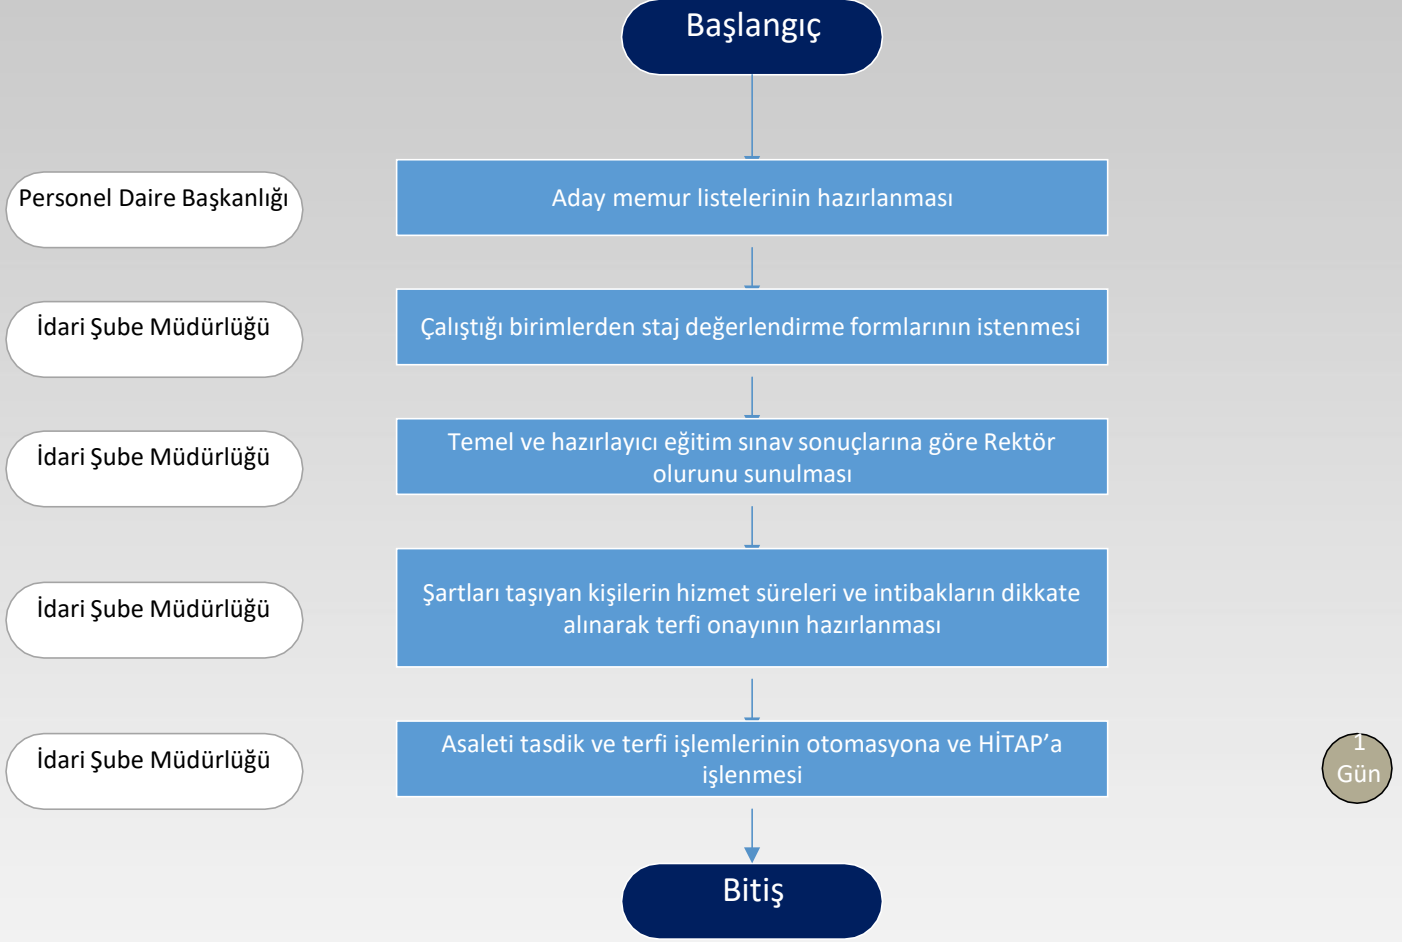 Başlangıç
Personel Daire Başkanlığı
Aday memur listelerinin hazırlanması
İdari Şube Müdürlüğü
Çalıştığı birimlerden staj değerlendirme formlarının istenmesi
İdari Şube Müdürlüğü
Temel ve hazırlayıcı eğitim sınav sonuçlarına göre Rektör
olurunu sunulması
İdari Şube Müdürlüğü
Şartları taşıyan kişilerin hizmet süreleri ve intibakların dikkate
alınarak terfi onayının hazırlanması
İdari Şube Müdürlüğü
Asaleti tasdik ve terfi işlemlerinin otomasyona ve HİTAP’a
işlenmesi
1
Gün
Bitiş